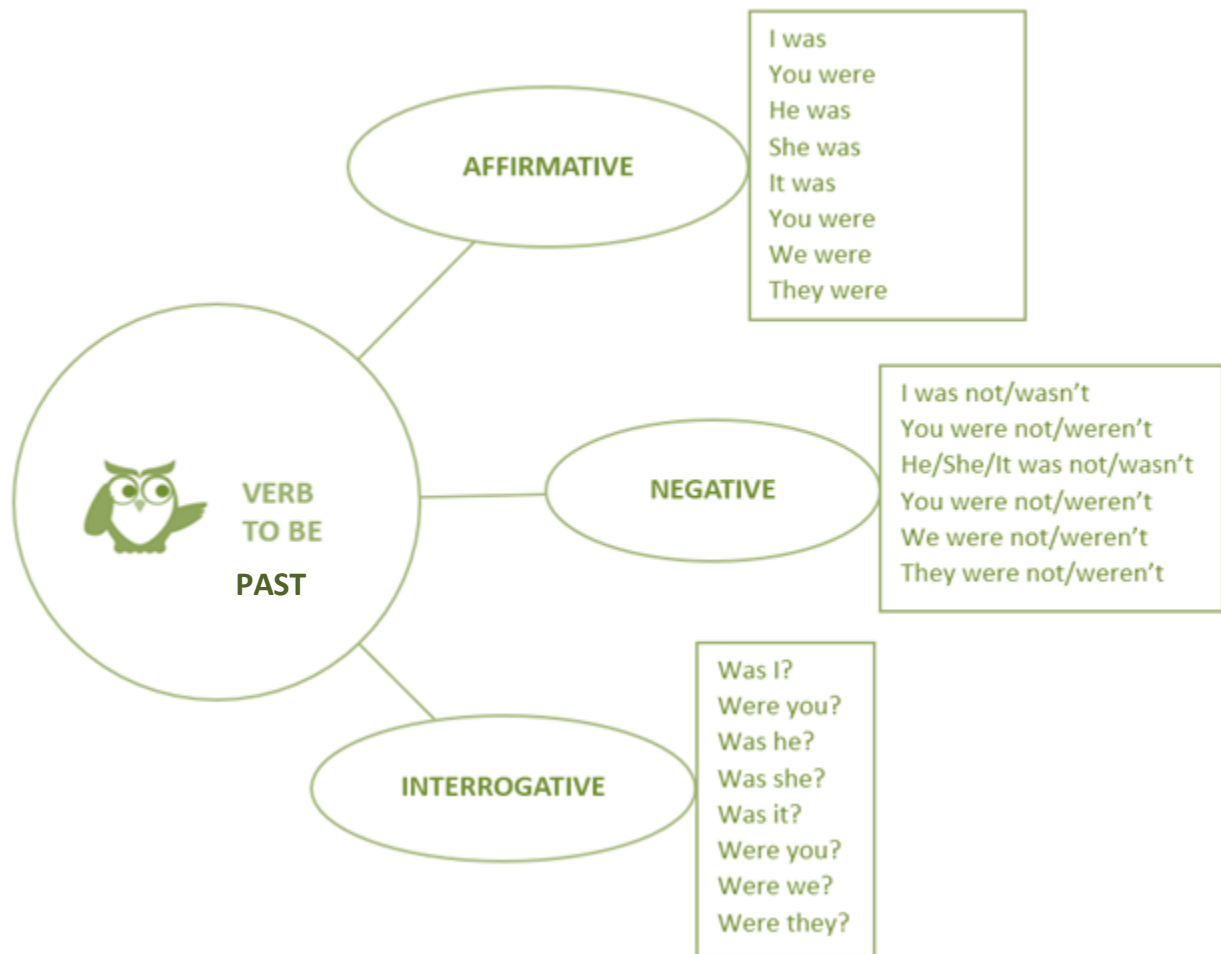 VERB
TO BE
PAST
AFFIRMATIVE
I was
You were
He was
She was
It was
You were
We were
They were
NEGATIVE
I was not/wasn’t
You were not/weren’t
He/She/It was not/wasn’t
You were not/weren’t
We were not/weren’t
They were not/weren’t
INTERROGATIVE
Was I?
Were you?
Was he?
Was she?
Was it?
Were you?
Were we?
Were they?